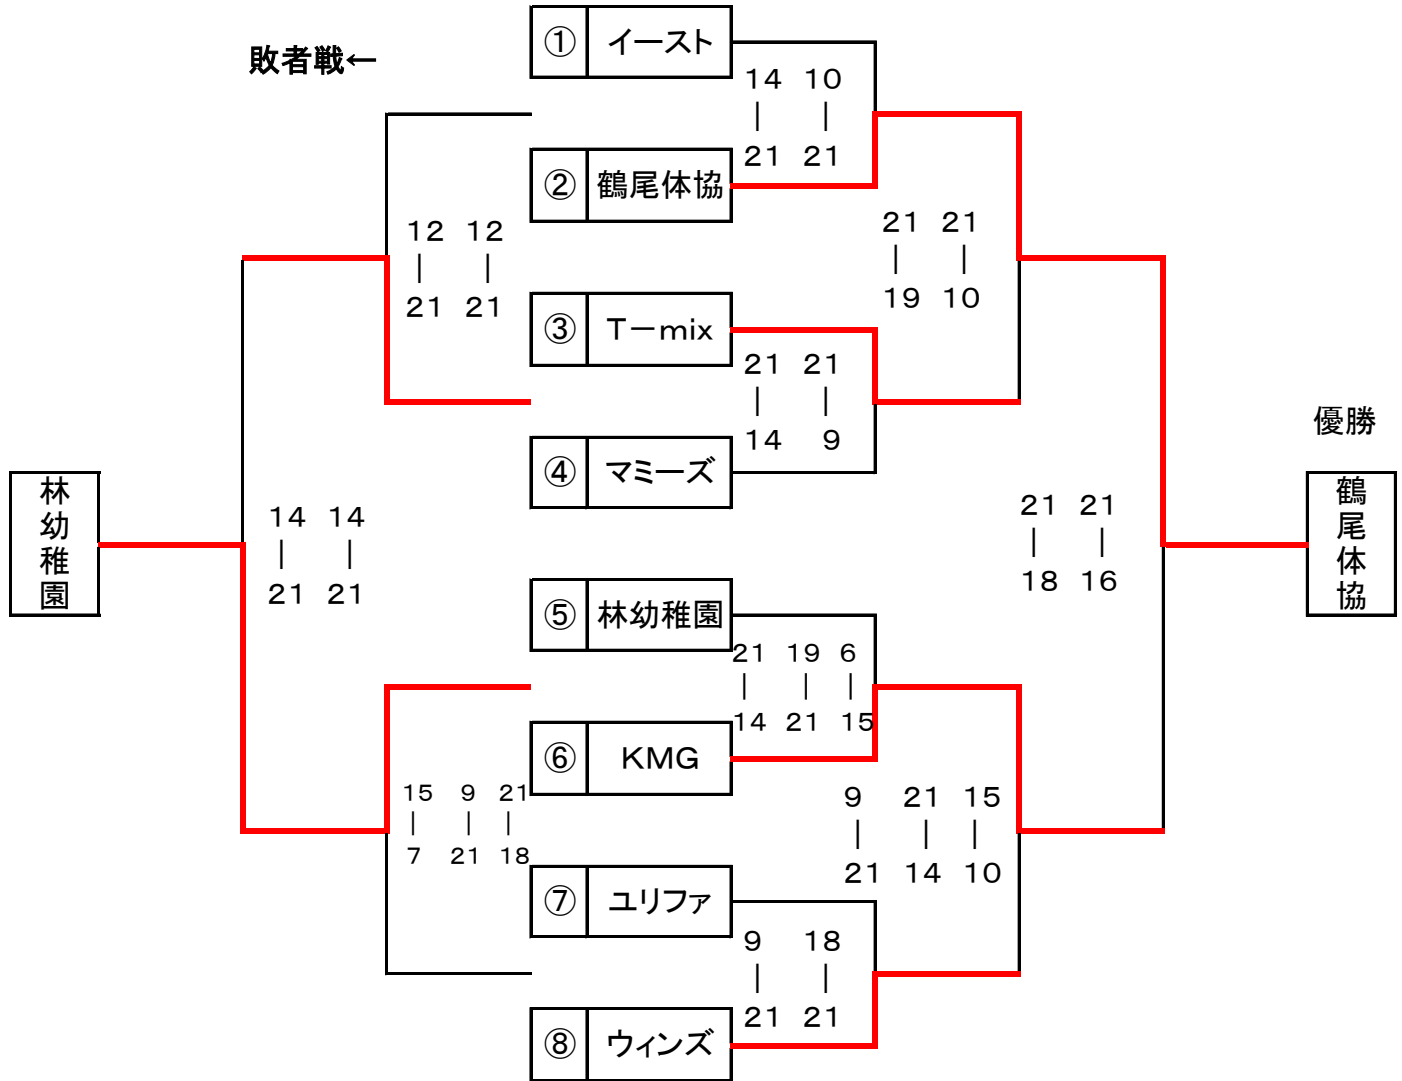 敗者戦←
① イースト
14 10
| |
21 21
② 鶴尾体協
12 12
| |
21 21
21 21
| |
19 10
③ T－mix
21 21
| |
14 9
④ マミーズ
優勝
林幼稚園
14 14
| |
21 21
21 21
| |
18 16
鶴尾体協
⑤ 林幼稚園
21 19 6
| | |
14 21 15
⑥ KMG
15 9 21
| | |
7 21 18
9 21 15
| | |
21 14 10
⑦ ユリファ
9 18
| |
21 21
⑧ ウィンズ